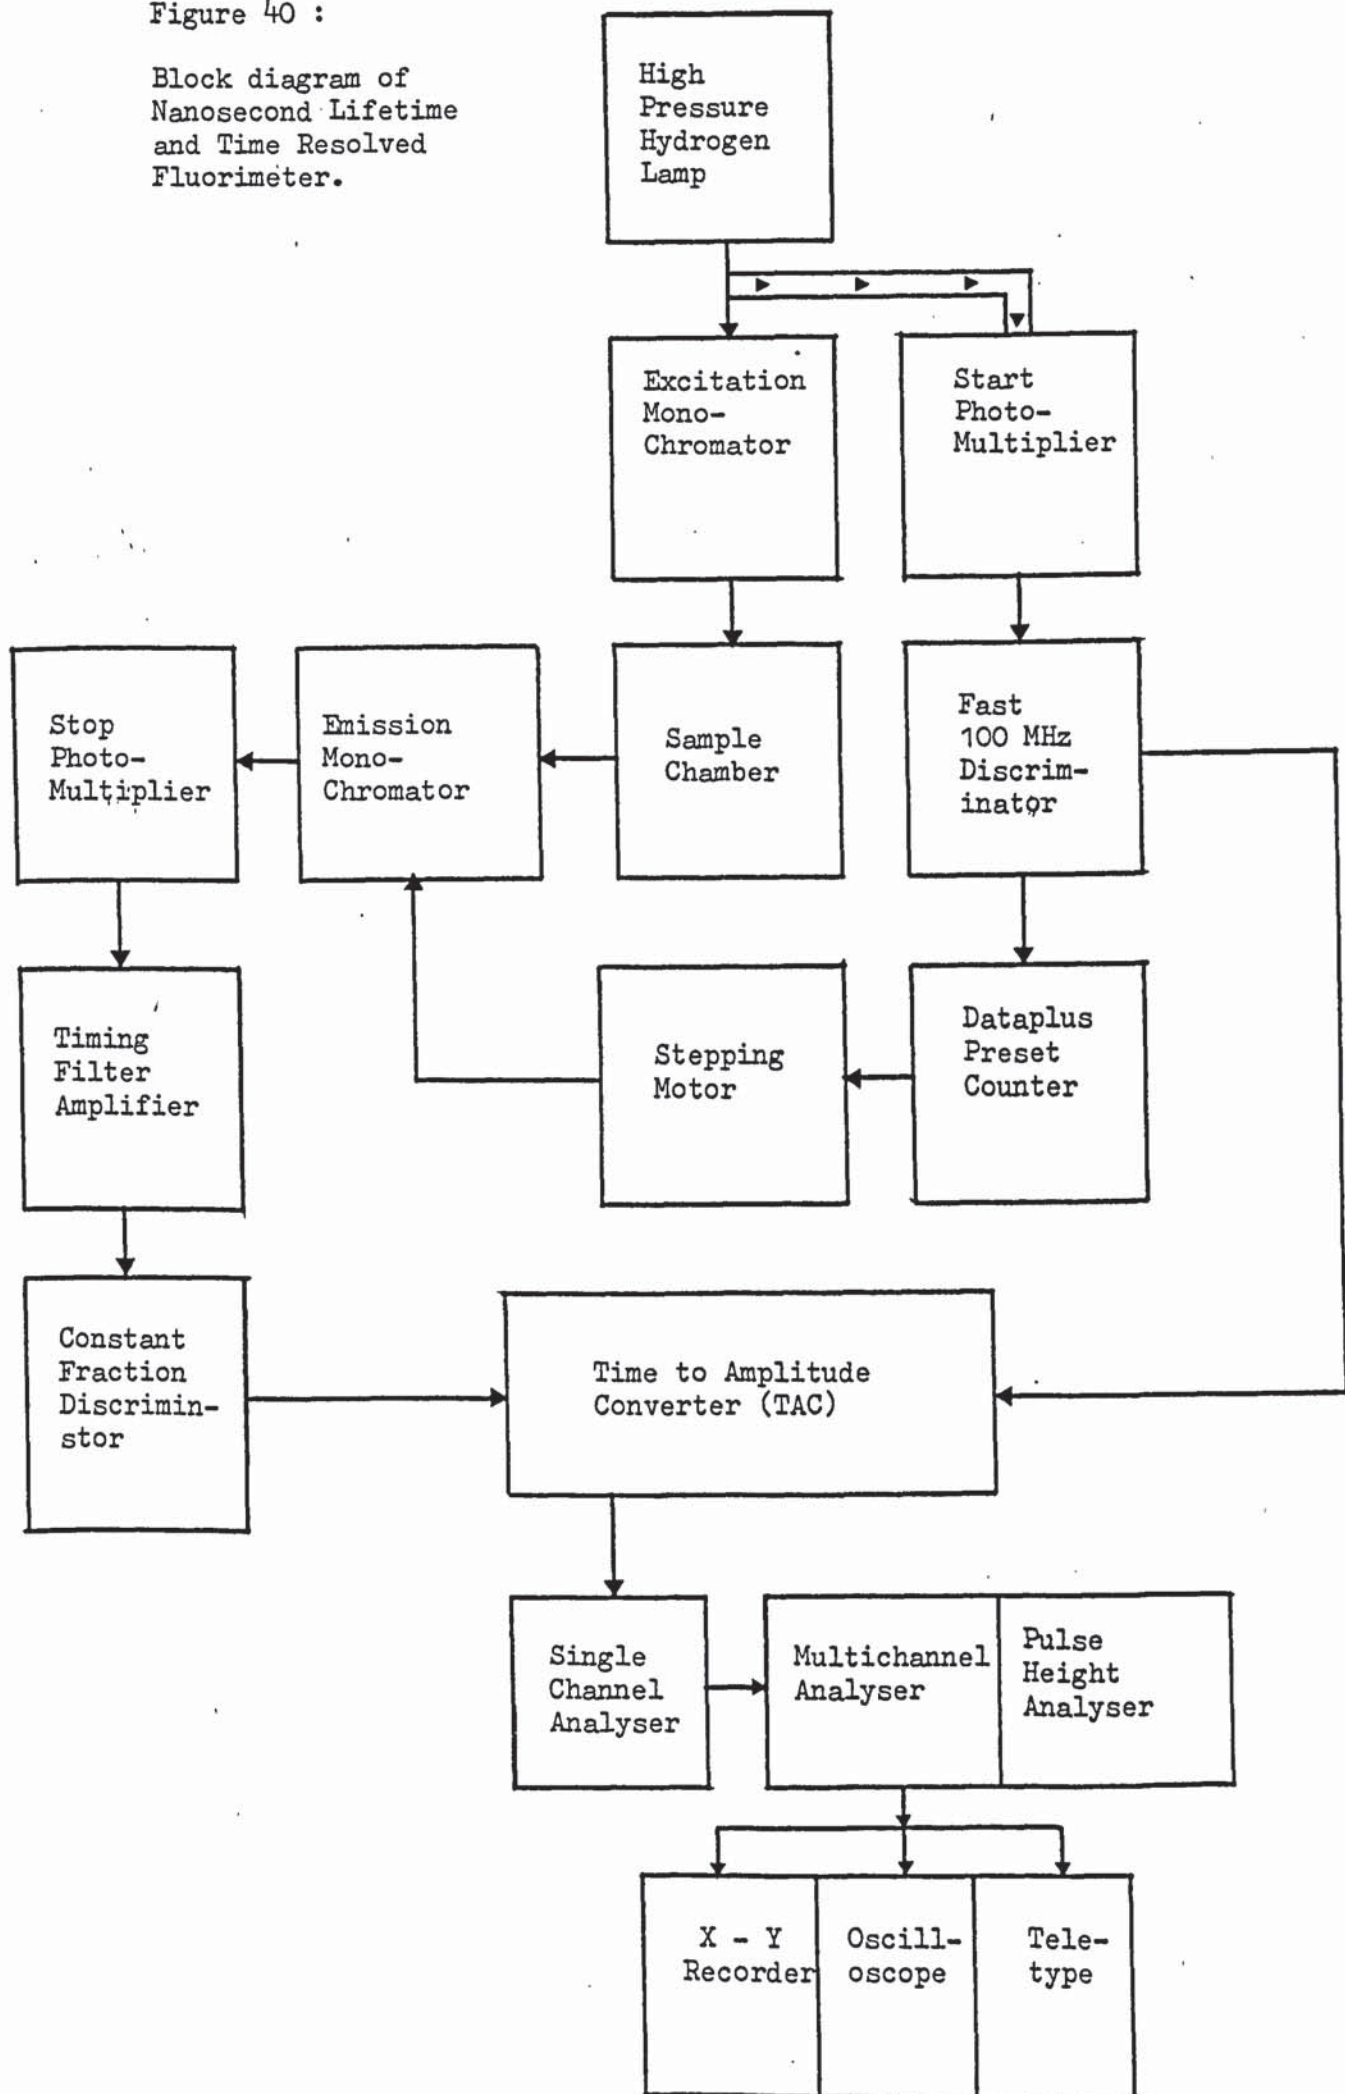 Figure 40 :
Block diagram of
Nanosecond Lifetime
and Time Resolved
Fluorimeter.
High
Pressure
Hydrogen
Lamp
Excitation
Mono-
Chromator
Start
Photo-
Multiplier
Stop
Photo-
Multiplier
Emission
Mono-
Chromator
Sample
Chamber
Fast
100 MHz
Discrim-
inator
Timing
Filter
Amplifier
Stepping
Motor
Dataplus
Preset
Counter
Constant
Fraction
Discrimin-
stor
Time to Amplitude
Converter (TAC)
Single
Channel
Analyser
Multichannel
Analyser
Pulse
Height
Analyser
X - Y
Recorder
Oscill-
oscope
Tele-
type